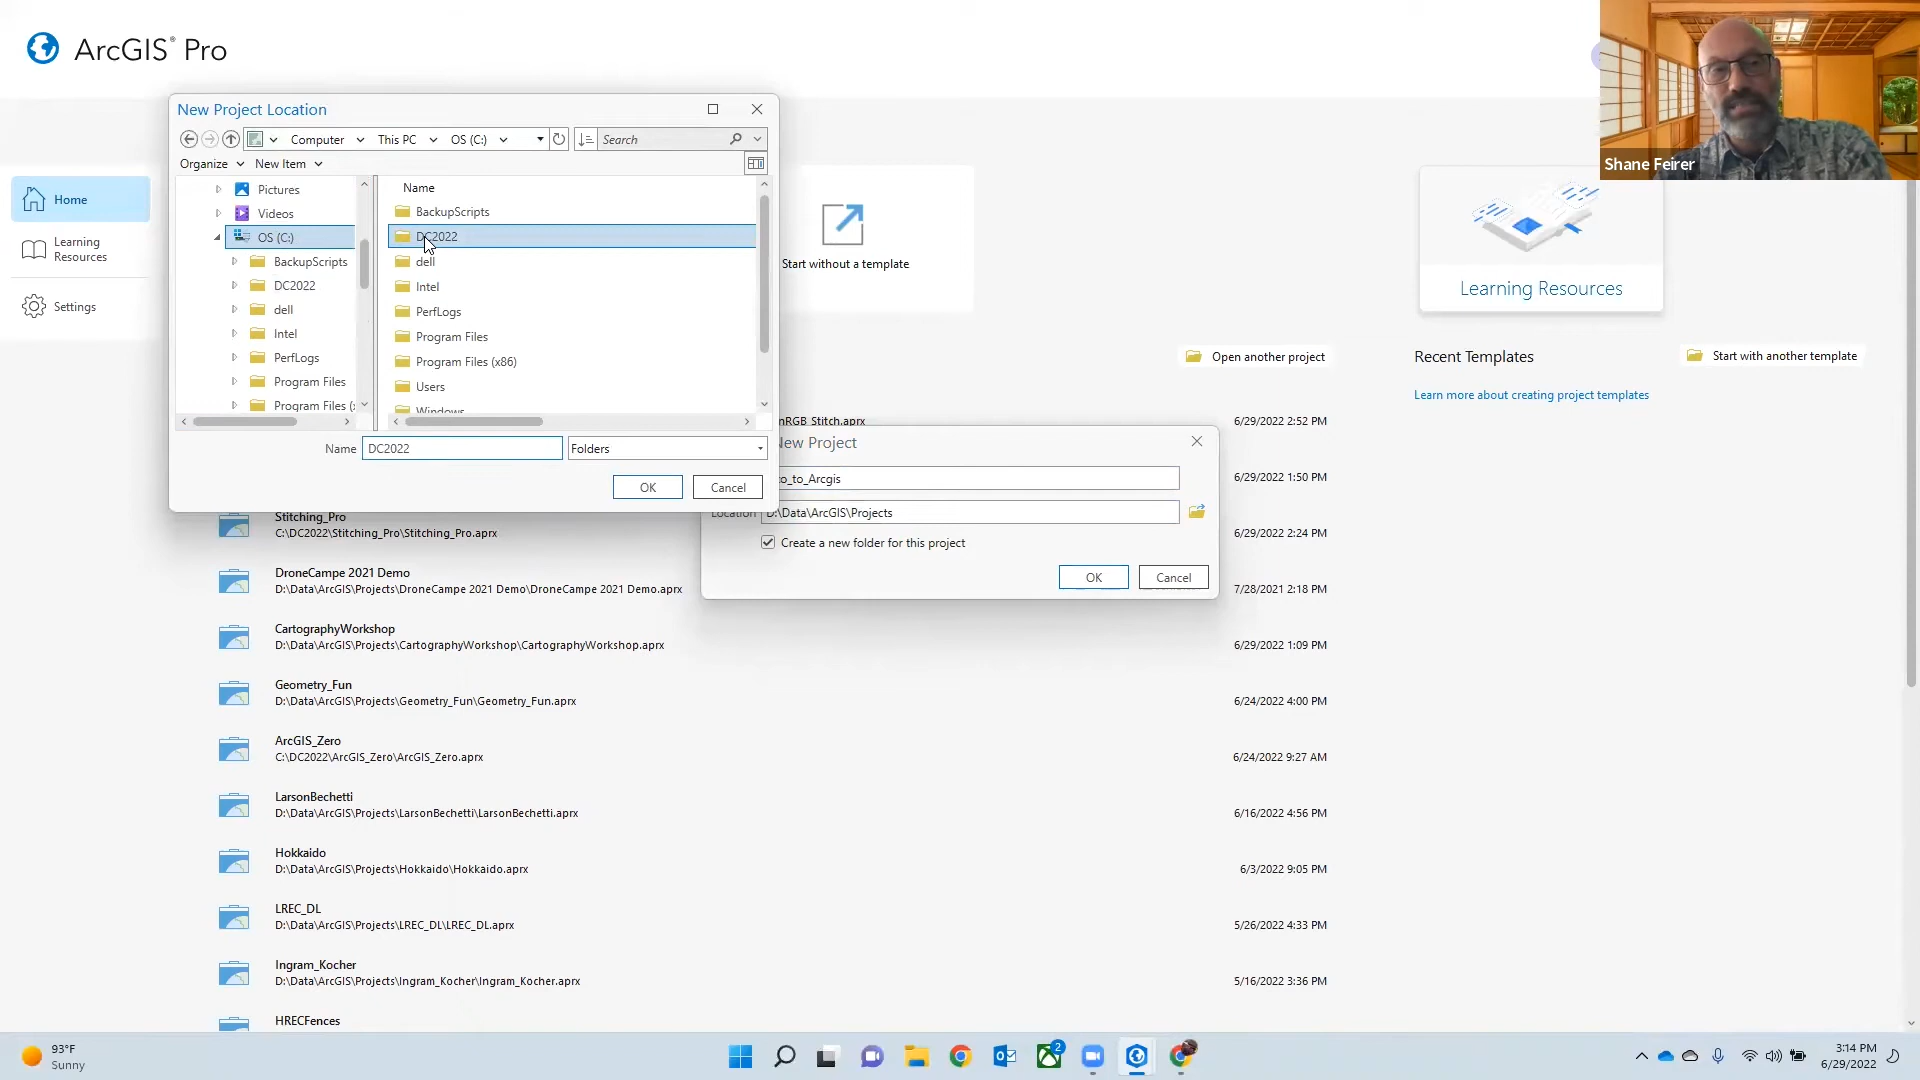 ArcGIS® Pro
Shane Feirer
New Project Location
Computer
This PC
OS (C:)
Search
Organize
New Item
Home
Learning Resources
Settings
Pictures
Videos
OS (C:)
BackupScripts
DC2022
dell
Intel
PerfLogs
Program Files
Program Files
Name
BackupScripts
DC2022
dell
Intel
PerfLogs
Program Files
Program Files (x86)
Users
Windows
Name DC2022
Folders
OK
Cancel
Start without a template
Learning Resources
Open another project
Recent Templates
Start with another template
Learn more about creating project templates
nRGB Stitch.aprx
6/29/2022 2:52 PM
New Project
o_to_Arcgis
6/29/2022 1:50 PM
Location D:\Data\ArcGIS\Projects
Create a new folder for this project
OK
Cancel
Stitching_Pro
C:\DC2022\Stitching_Pro\Stitching_Pro.aprx
6/29/2022 2:24 PM
DroneCampe 2021 Demo
D:\Data\ArcGIS\Projects\DroneCampe 2021 Demo\DroneCampe 2021 Demo.aprx
7/28/2021 2:18 PM
CartographyWorkshop
D:\Data\ArcGIS\Projects\CartographyWorkshop\CartographyWorkshop.aprx
6/29/2022 1:09 PM
Geometry_Fun
D:\Data\ArcGIS\Projects\Geometry_Fun\Geometry_Fun.aprx
6/24/2022 4:00 PM
ArcGIS_Zero
C:\DC2022\ArcGIS_Zero\ArcGIS_Zero.aprx
6/24/2022 9:27 AM
LarsonBechetti
D:\Data\ArcGIS\Projects\LarsonBechetti\LarsonBechetti.aprx
6/16/2022 4:56 PM
Hokkaido
D:\Data\ArcGIS\Projects\Hokkaido\Hokkaido.aprx
6/3/2022 9:05 PM
LREC_DL
D:\Data\ArcGIS\Projects\LREC_DL\LREC_DL.aprx
5/26/2022 4:33 PM
Ingram_Kocher
D:\Data\ArcGIS\Projects\Ingram_Kocher\Ingram_Kocher.aprx
5/16/2022 3:36 PM
HRECFences
93°F
Sunny
2
3:14 PM
6/29/2022